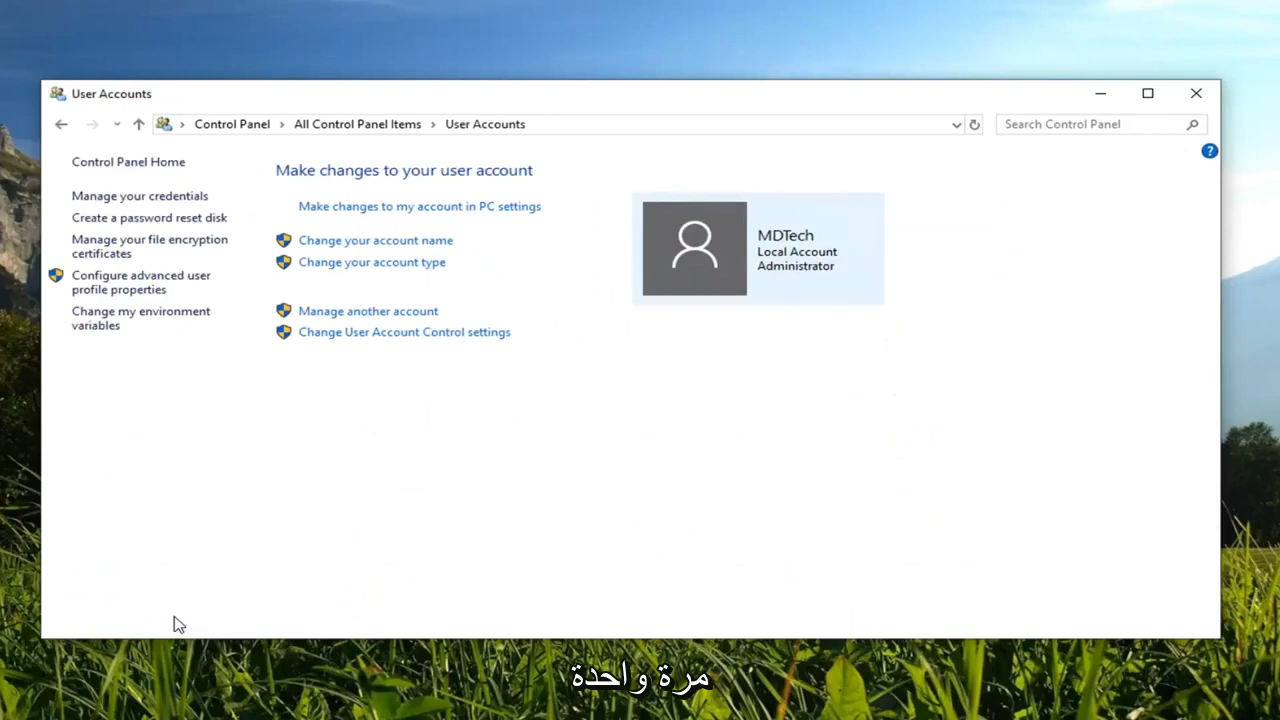 User Accounts
Control Panel > All Control Panel Items > User Accounts
Search Control Panel
?
Control Panel Home
Manage your credentials
Create a password reset disk
Manage your file encryption
certificates
Configure advanced user
profile properties
Change my environment
variables
Make changes to your user account
Make changes to my account in PC settings
Change your account name
Change your account type
Manage another account
Change User Account Control settings
MDTech
Local Account
Administrator
مرة واحدة